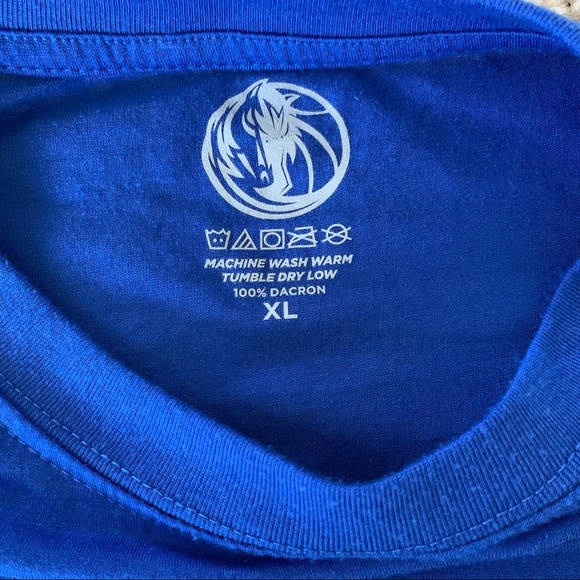 MACHINE WASH WARM
TUMBLE DRY LOW
100% DACRON
XL